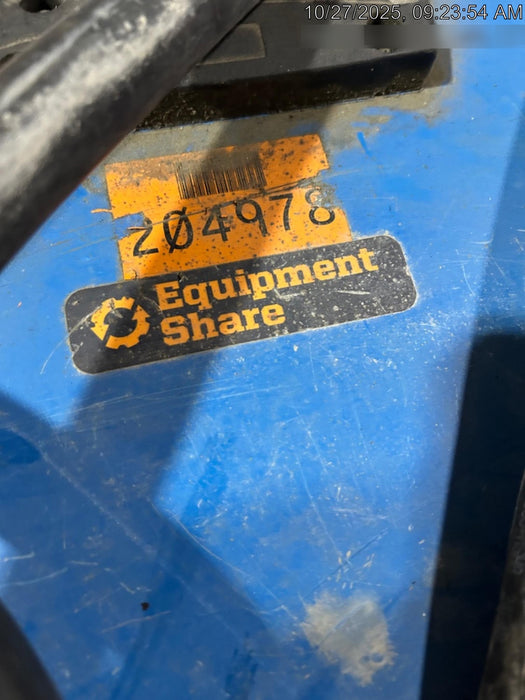 10/27/2025, 09:23:54 AM
204978
Equipment
Share